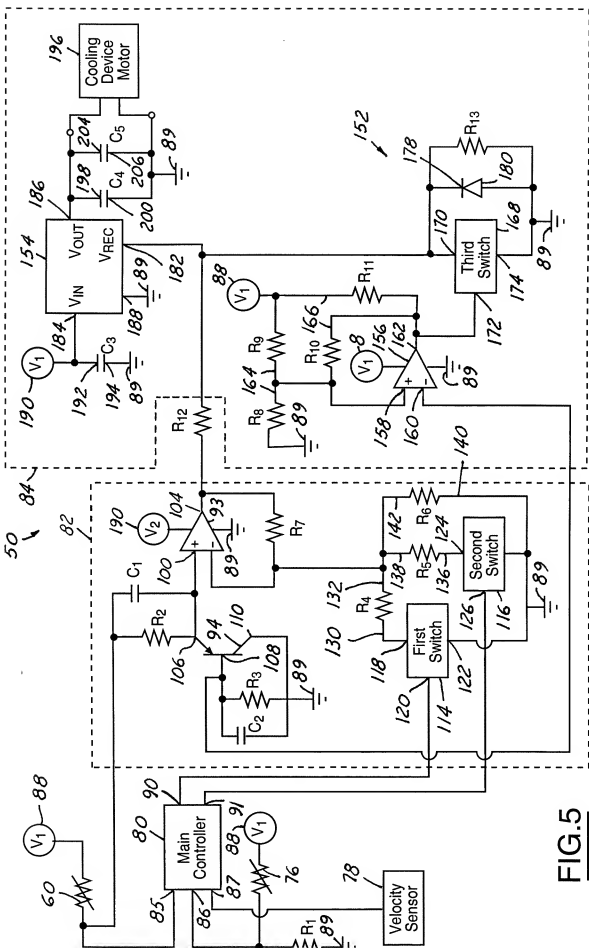 FIG.5
50
82
84
88
V1
60
C1
R2
106
100
94
110
108
C2
R3
89
190
V2
104
93
89
R7
R12
85
80
90
Main
Controller
86
87
91
88
V1
76
R1
89
78
Velocity
Sensor
130
132
R4
118
120
114
First
Switch
122
142
R6
138
R5
136
124
126
Second
Switch
116
140
89
190
V1
184
192
C3
194
89
154
VIN
VOUT
VREC
186
188
89
182
198
C4
200
204
C5
206
89
196
Cooling
Device
Motor
88
V1
164
R9
R8
89
R10
166
R11
8
V1
156
158
160
162
89
152
170
172
Third
Switch
168
174
178
180
R13
89